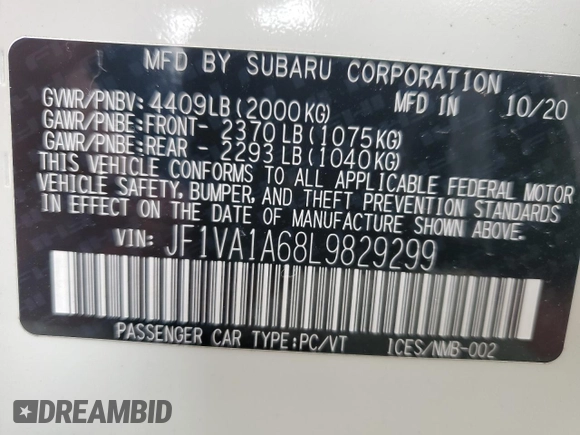 MFD BY SUBARU CORPORATION
GVWR/PNBV: 4409LB(2000KG) MFD IN 10/20
GAWR/PNBE:FRONT- 2370LB(1075KG)
GAWR/PNBE:REAR - 2293LB(1040KG)
THIS VEHICLE CONFORMS TO ALL APPLICABLE FEDERAL MOTOR
VEHICLE SAFETY, BUMPER, AND THEFT PREVENTION STANDARDS
IN EFFECT ON THE DATE OF MANUFACTURE SHOWN ABOVE.
VIN: JF1VA1A68L9829299
PASSENGER CAR TYPE:PC/VT ICES/NMB-002
DREAMBID